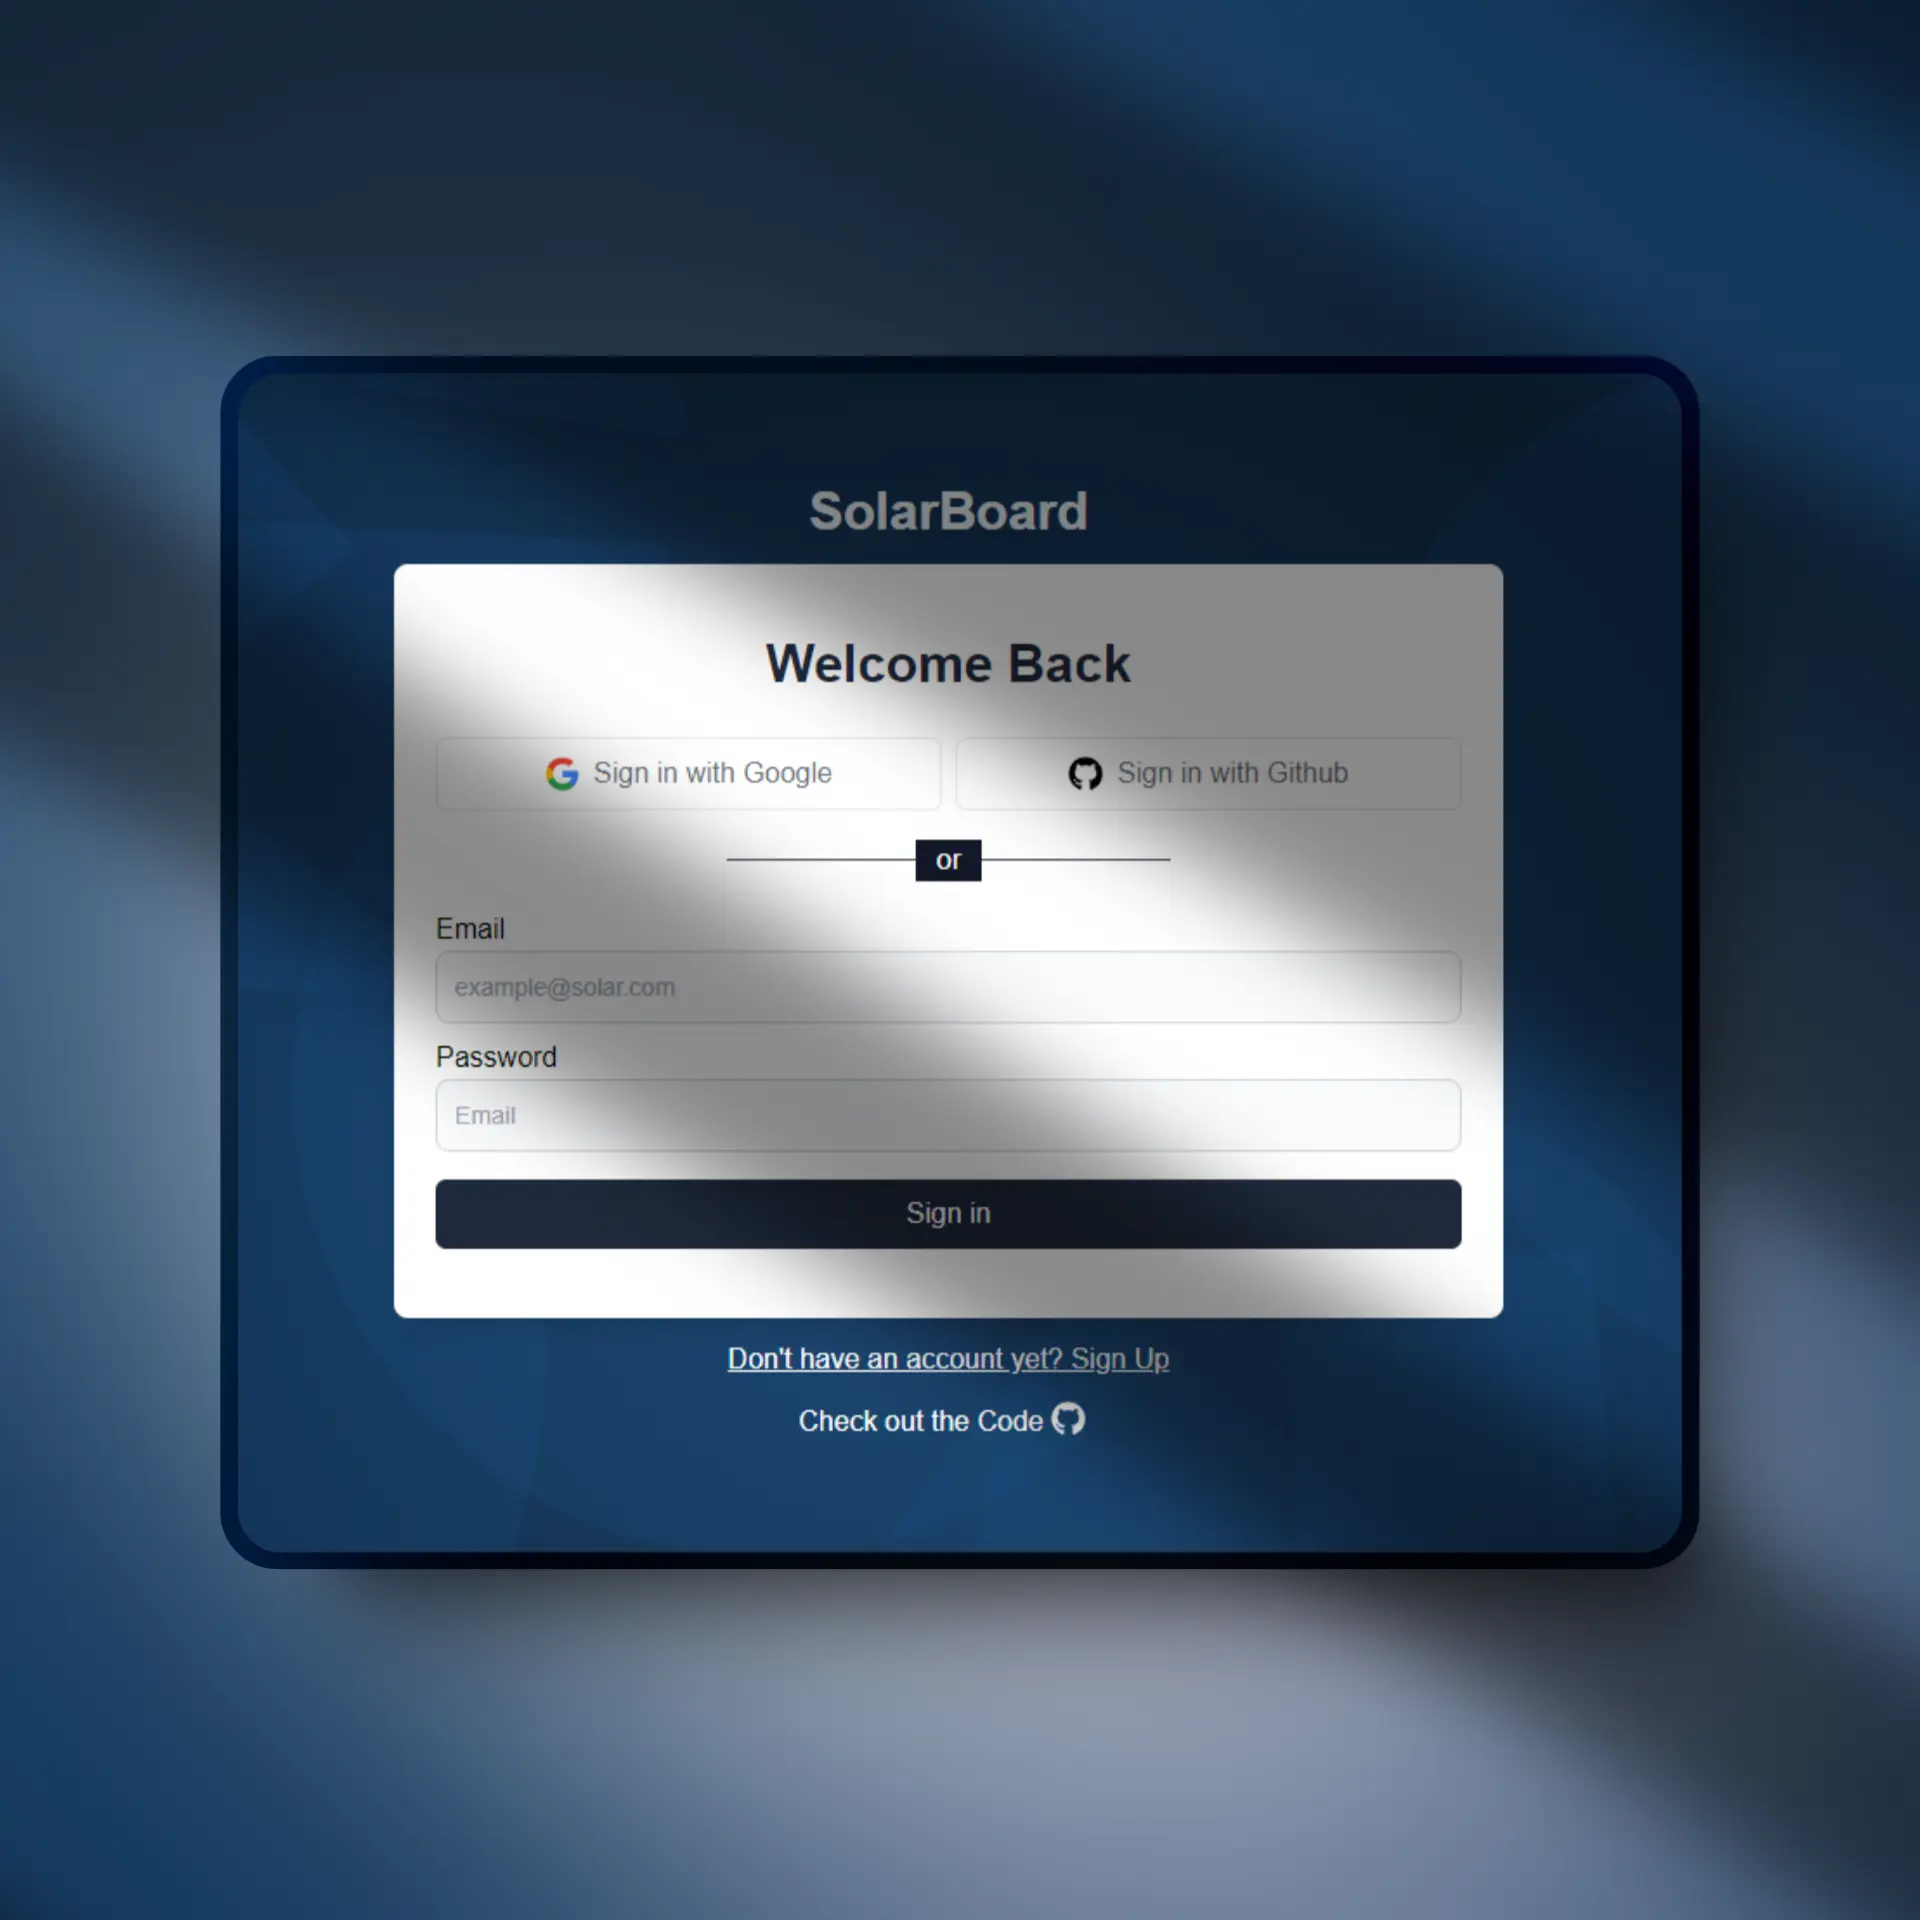 SolarBoard
Welcome Back
Sign in with Google
Sign in with Github
or
Email
example@solar.com
Password
Email
Sign in
Don't have an account yet? Sign Up
Check out the Code